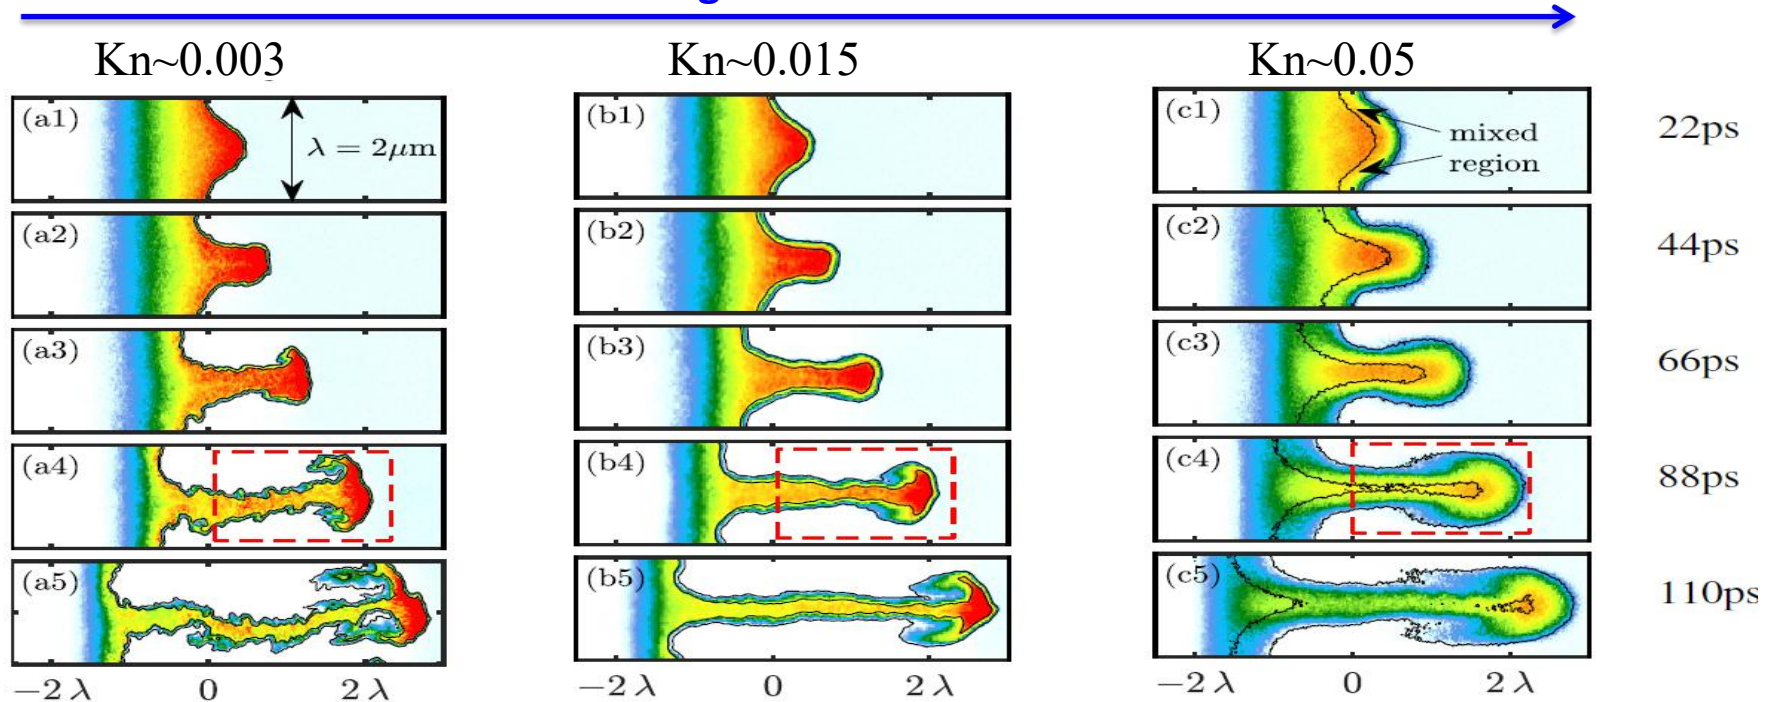 Kn~0.003
Kn~0.015
Kn~0.05
(a1)
λ = 2μm
(b1)
(c1)
mixed
region
22ps
(a2)
(b2)
(c2)
44ps
(a3)
(b3)
(c3)
66ps
(a4)
(b4)
(c4)
88ps
(a5)
(b5)
(c5)
110ps
−2 λ 0 2 λ
−2 λ 0 2 λ
−2 λ 0 2 λ